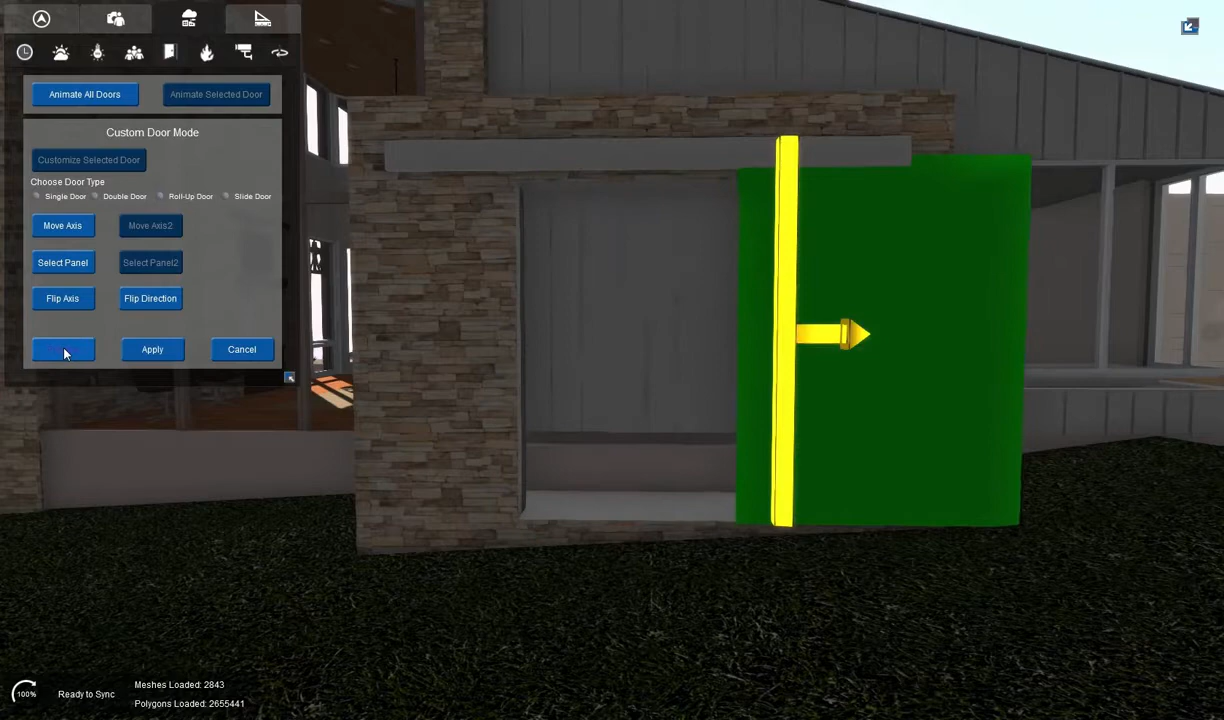 Animate All Doors Animate Selected Door
Custom Door Mode
Customize Selected Door
Choose Door Type
Single Door Double Door Roll-Up Door Slide Door
Move Axis Move Axis2
Select Panel Select Panel2
Flip Axis Flip Direction
Apply Cancel
100% Ready to Sync
Meshes Loaded: 2843
Polygons Loaded: 2655441